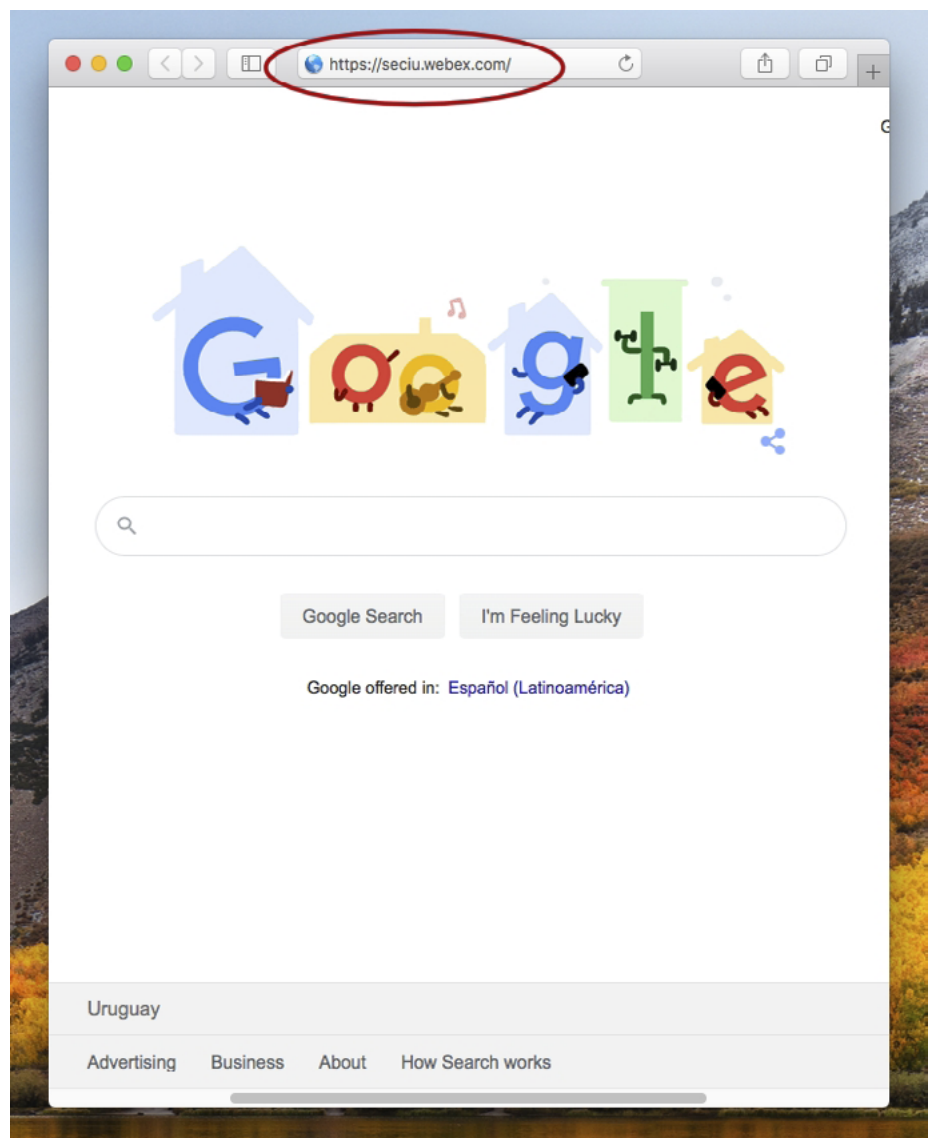 https://seciu.webex.com/
G
Google
Google Search I'm Feeling Lucky
Google offered in: Español (Latinoamérica)
Uruguay
Advertising Business About How Search works